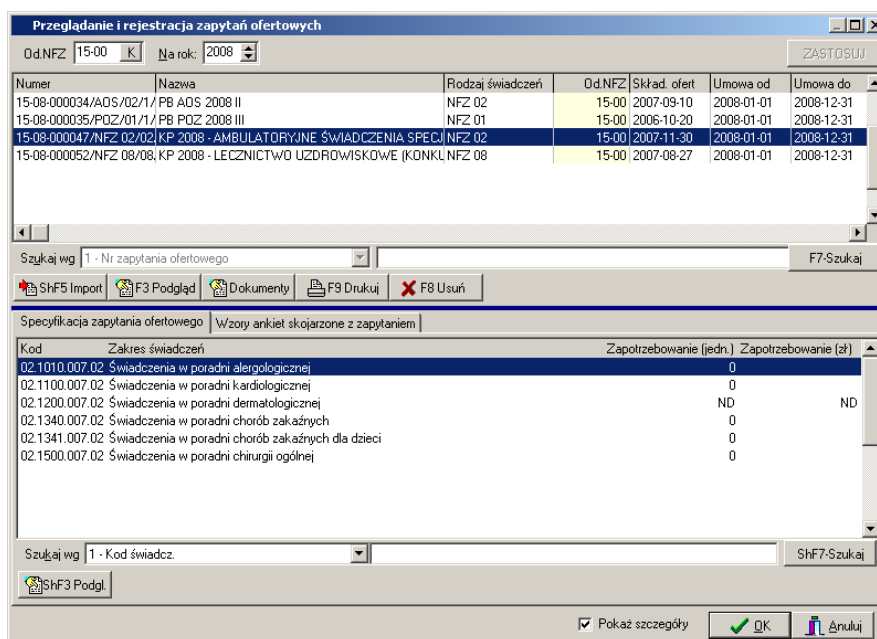 Przeglądanie i rejestracja zapytań ofertowych
Od.NFZ 15-00 K Na rok: 2008 ZASTOSUJ
Numer Nazwa Rodzaj świadczeń Od.NFZ Skład. ofert Umowa od Umowa do
15-08-000034/AOS/02/1/ PB AOS 2008 II NFZ 02 15-00 2007-09-10 2008-01-01 2008-12-31
15-08-000035/POZ/01/1/ PB POZ 2008 III NFZ 01 15-00 2006-10-20 2008-01-01 2008-12-31
15-08-000047/NFZ 02/02, KP 2008 - AMBULATORYJNE ŚWIADCZENIA SPECJ NFZ 02 15-00 2007-11-30 2008-01-01 2008-12-31
15-08-000052/NFZ 08/08, KP 2008 - LECZNICTWO UZDROWISKOWE (KONKU NFZ 08 15-00 2007-08-27 2008-01-01 2008-12-31
Szukaj wg 1 - Nr zapytania ofertowego F7-Szukaj
ShF5 Import F3 Podgląd Dokumenty F9 Drukuj F8 Usuń
Specyfikacja zapytania ofertowego Wzory ankiet skojarzone z zapytaniem
Kod Zakres świadczeń Zapotrzebowanie (jedn.) Zapotrzebowanie (zł)
02.1010.007.02 Świadczenia w poradni alergologicznej 0
02.1100.007.02 Świadczenia w poradni kardiologicznej 0
02.1200.007.02 Świadczenia w poradni dermatologicznej ND ND
02.1340.007.02 Świadczenia w poradni chorób zakaźnych 0
02.1341.007.02 Świadczenia w poradni chorób zakaźnych dla dzieci 0
02.1500.007.02 Świadczenia w poradni chirurgii ogólnej 0
Szukaj wg 1 - Kod świadcz. ShF7-Szukaj
ShF3 Podgl.
Pokaż szczegóły OK Anuluj